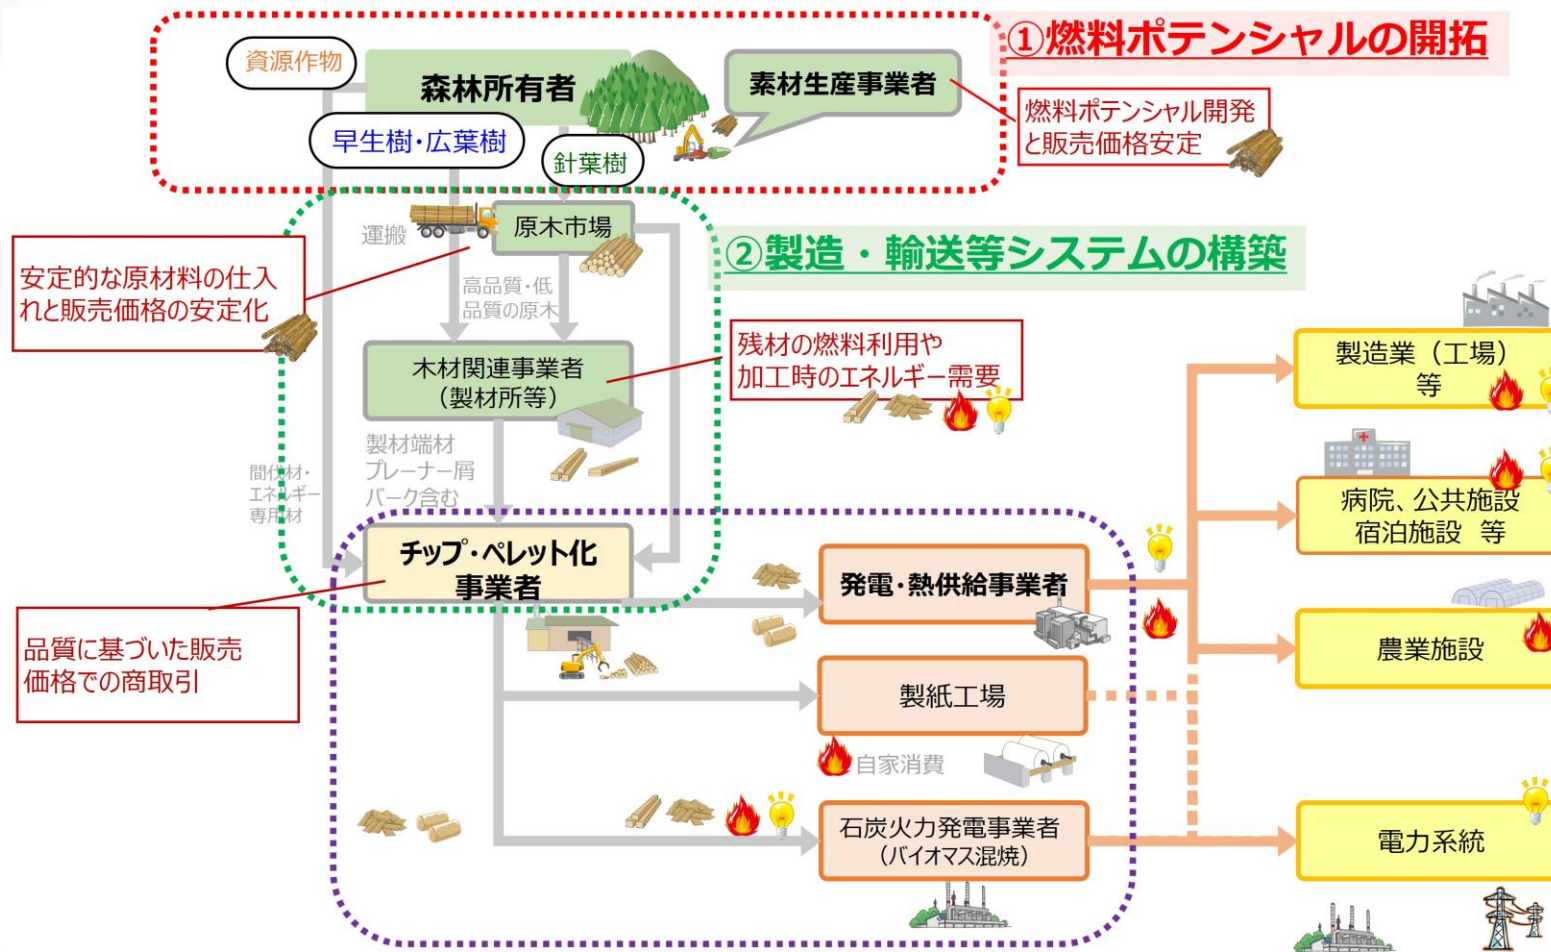 ①燃料ポテンシャルの開拓
資源作物
森林所有者
素材生産事業者
燃料ポテンシャル開発
と販売価格安定
早生樹・広葉樹
針葉樹
運搬
原木市場
②製造・輸送等システムの構築
安定的な原材料の仕入
れと販売価格の安定化
高品質・低
品質の原木
残材の燃料利用や
加工時のエネルギー需要
木材関連事業者
（製材所等）
製造業（工場）
等
製材端材
プレーナー屑
バーク含む
間伐材・
エネルギー
専用材
病院、公共施設
宿泊施設 等
チップ・ペレット化
事業者
発電・熱供給事業者
品質に基づいた販売
価格での商取引
農業施設
製紙工場
自家消費
石炭火力発電事業者
（バイオマス混焼）
電力系統